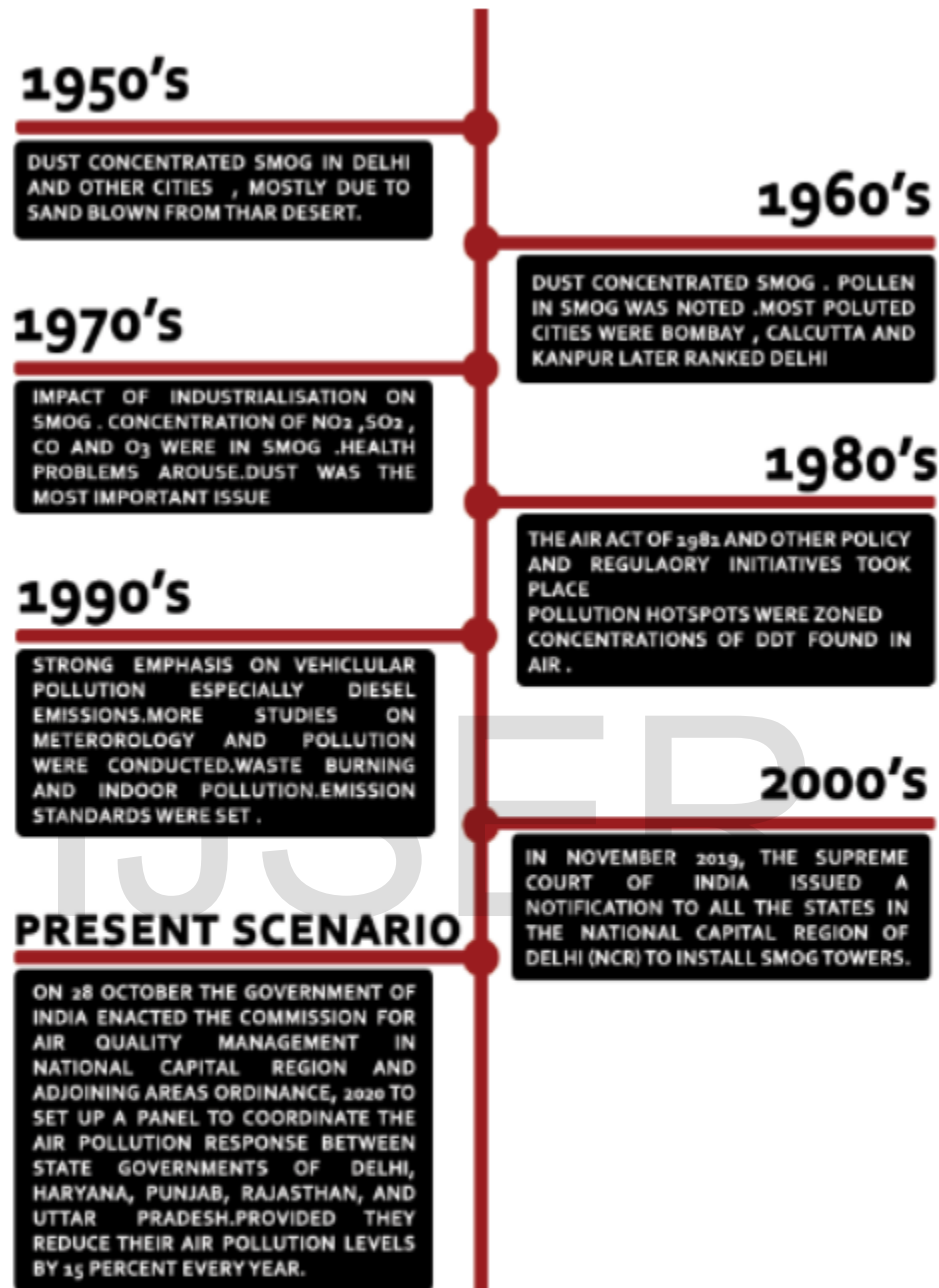 1950's
DUST CONCENTRATED SMOG IN DELHI
AND OTHER CITIES , MOSTLY DUE TO
SAND BLOWN FROM THAR DESERT.
1960's
DUST CONCENTRATED SMOG . POLLEN
IN SMOG WAS NOTED .MOST POLUTED
CITIES WERE BOMBAY , CALCUTTA AND
KANPUR LATER RANKED DELHI
1970's
IMPACT OF INDUSTRIALISATION ON
SMOG . CONCENTRATION OF NO2 ,SO2 ,
CO AND O3 WERE IN SMOG .HEALTH
PROBLEMS AROUSE.DUST WAS THE
MOST IMPORTANT ISSUE
1980's
THE AIR ACT OF 1981 AND OTHER POLICY
AND REGULAORY INITIATIVES TOOK
PLACE
POLLUTION HOTSPOTS WERE ZONED
CONCENTRATIONS OF DDT FOUND IN
AIR .
1990's
STRONG EMPHASIS ON VEHICLULAR
POLLUTION ESPECIALLY DIESEL
EMISSIONS.MORE STUDIES ON
METEROROLOGY AND POLLUTION
WERE CONDUCTED.WASTE BURNING
AND INDOOR POLLUTION.EMISSION
STANDARDS WERE SET .
2000's
IN NOVEMBER 2019, THE SUPREME
COURT OF INDIA ISSUED A
NOTIFICATION TO ALL THE STATES IN
THE NATIONAL CAPITAL REGION OF
DELHI (NCR) TO INSTALL SMOG TOWERS.
PRESENT SCENARIO
ON 28 OCTOBER THE GOVERNMENT OF
INDIA ENACTED THE COMMISSION FOR
AIR QUALITY MANAGEMENT IN
NATIONAL CAPITAL REGION AND
ADJOINING AREAS ORDINANCE, 2020 TO
SET UP A PANEL TO COORDINATE THE
AIR POLLUTION RESPONSE BETWEEN
STATE GOVERNMENTS OF DELHI,
HARYANA, PUNJAB, RAJASTHAN, AND
UTTAR PRADESH.PROVIDED THEY
REDUCE THEIR AIR POLLUTION LEVELS
BY 15 PERCENT EVERY YEAR.
IJSER